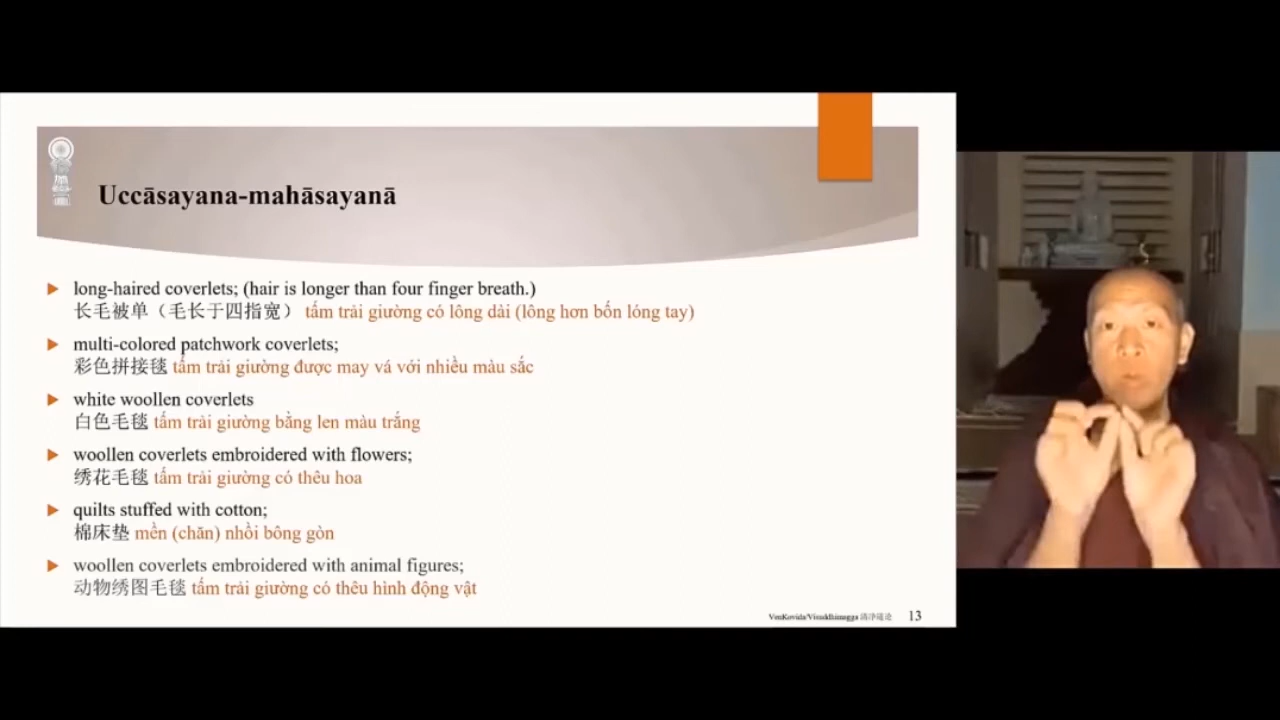 Uccāsayana-mahāsayanā
long-haired coverlets; (hair is longer than four finger breath.)
长毛被单（毛长于四指宽） tấm trải giường có lông dài (lông hơn bốn lóng tay)
multi-colored patchwork coverlets;
彩色拼接毯 tấm trải giường được may vá với nhiều màu sắc
white woollen coverlets
白色毛毯 tấm trải giường bằng len màu trắng
woollen coverlets embroidered with flowers;
绣花毛毯 tấm trải giường có thêu hoa
quilts stuffed with cotton;
棉床垫 mền (chăn) nhồi bông gòn
woollen coverlets embroidered with animal figures;
动物绣图毛毯 tấm trải giường có thêu hình động vật
VenKovida/Visuddhimagga 清净道论 13